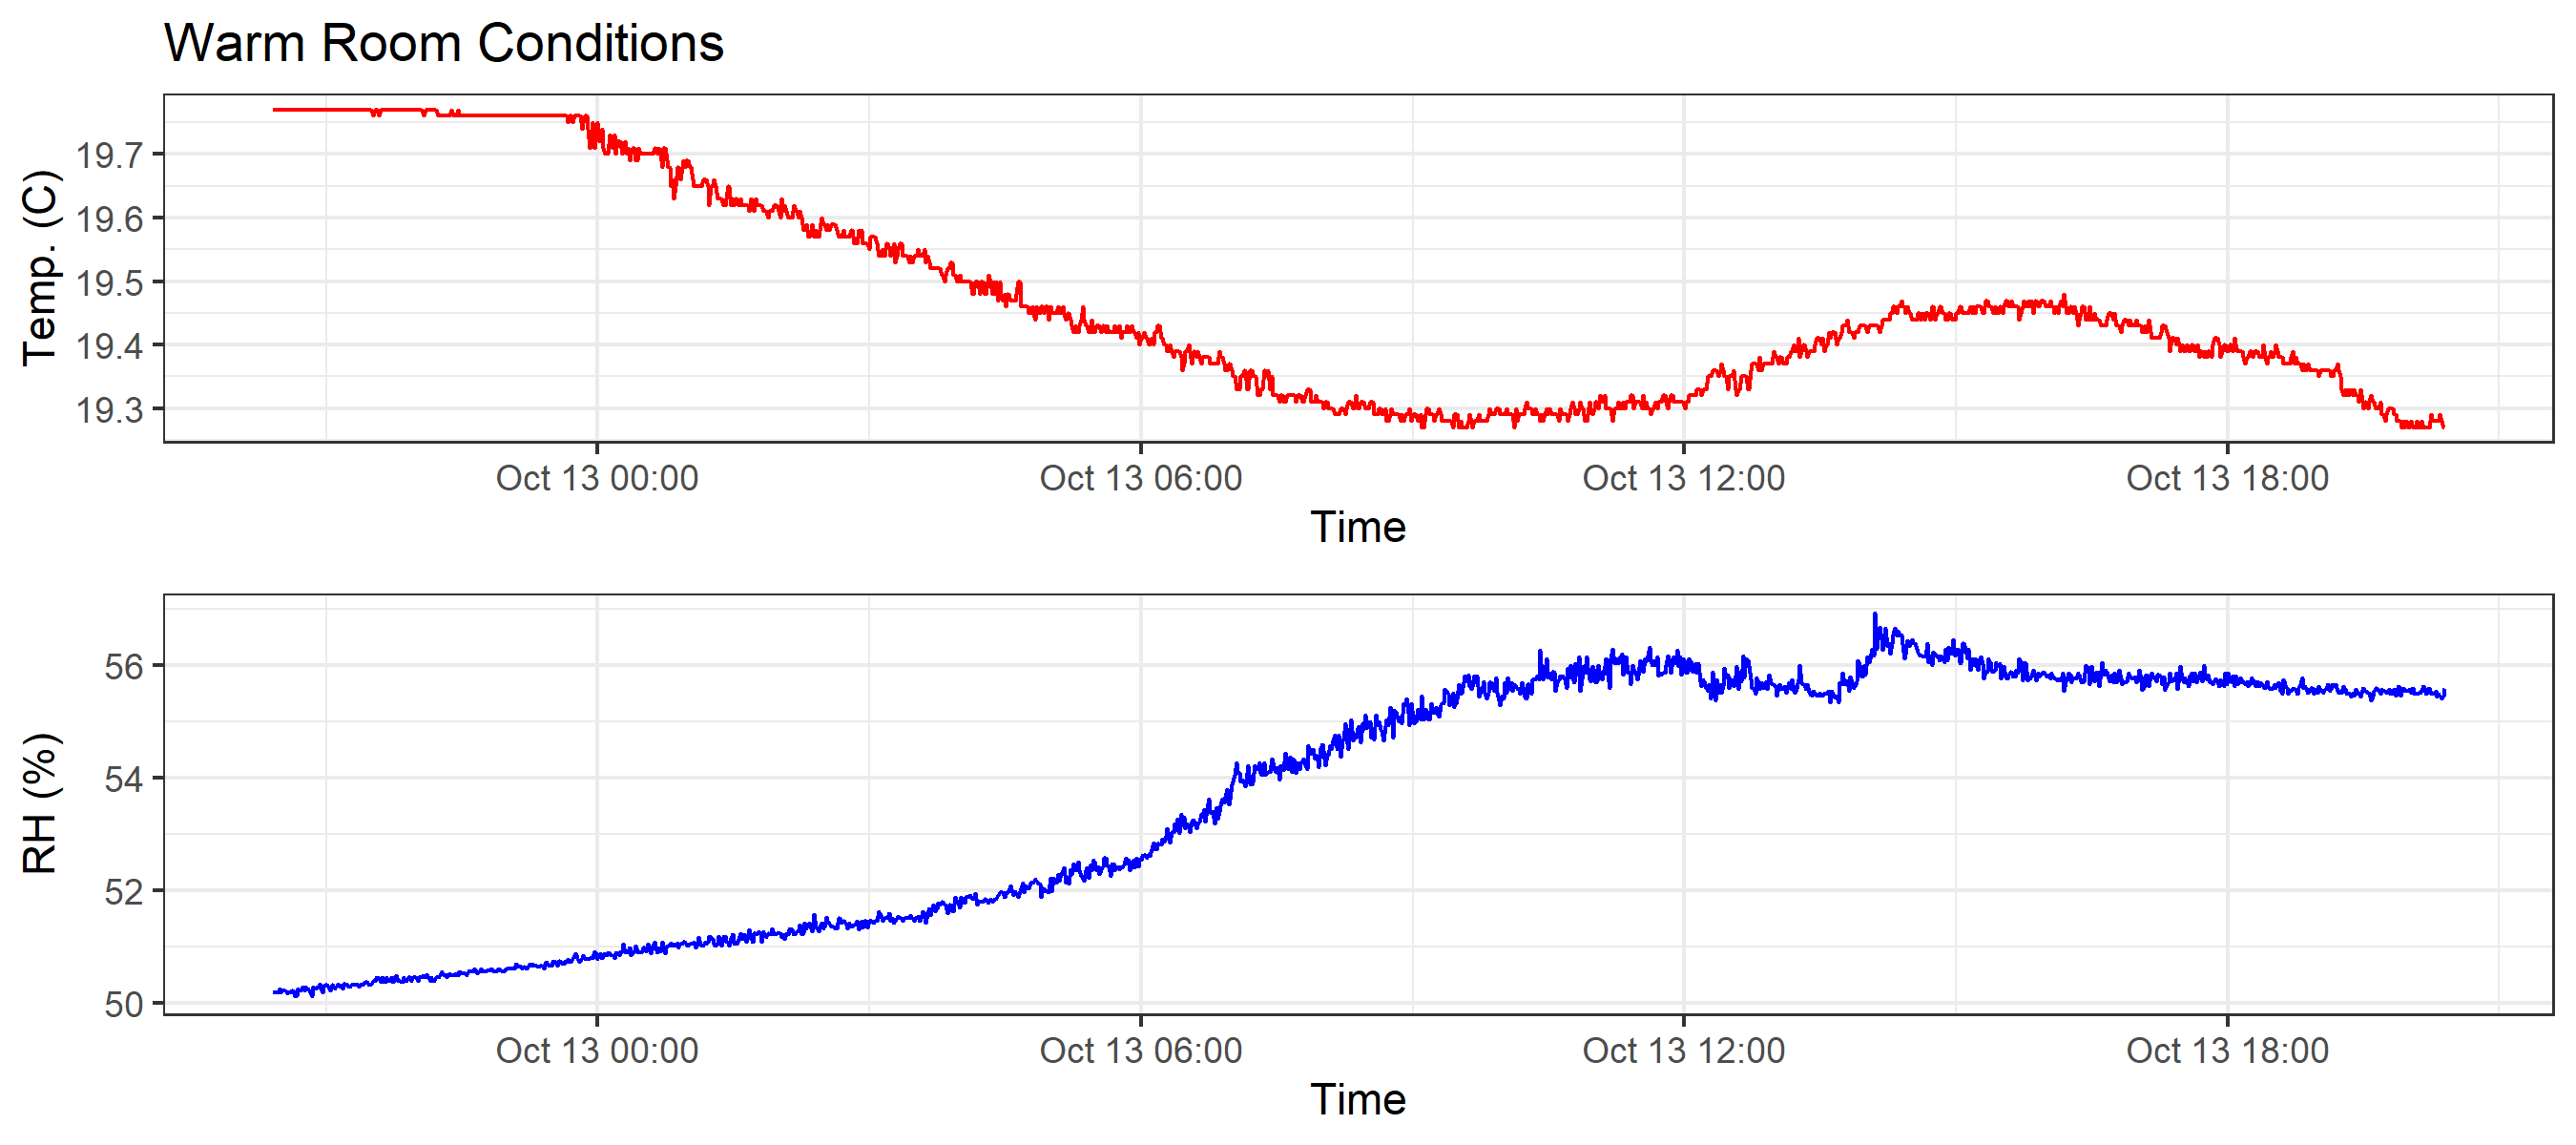 Warm Room Conditions
Temp. (C)
19.7
19.6
19.5
19.4
19.3
Oct 13 00:00 Oct 13 06:00 Oct 13 12:00 Oct 13 18:00
Time
RH (%)
56
54
52
50
Oct 13 00:00 Oct 13 06:00 Oct 13 12:00 Oct 13 18:00
Time